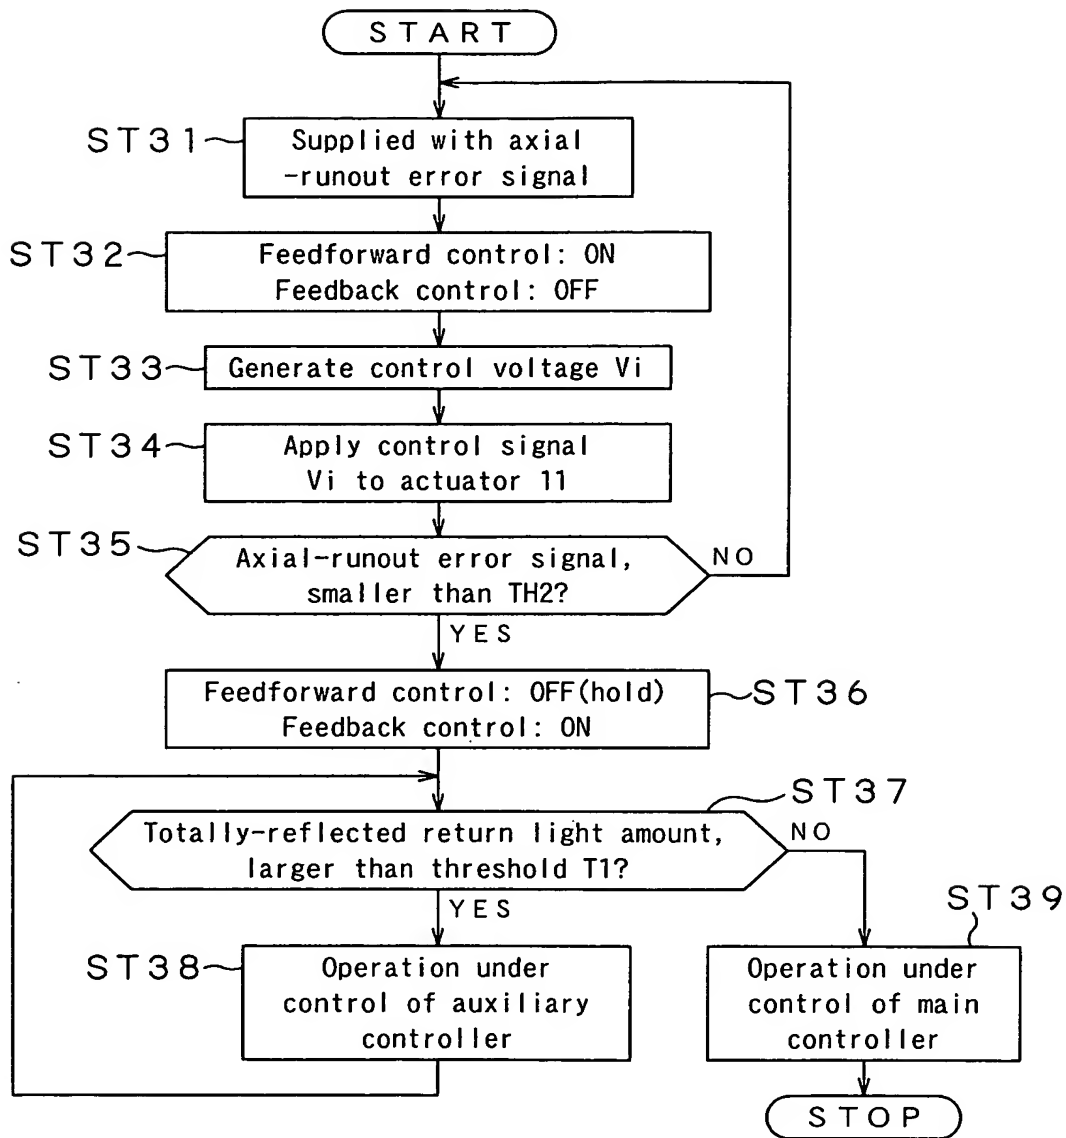 START
ST31
Supplied with axial
-runout error signal
ST32
Feedforward control: ON
Feedback control: OFF
ST33
Generate control voltage Vi
ST34
Apply control signal
Vi to actuator 11
ST35
Axial-runout error signal,
smaller than TH2?
NO
YES
Feedforward control: OFF(hold)
Feedback control: ON
ST36
ST37
Totally-reflected return light amount,
larger than threshold T1?
NO
YES
ST38
Operation under
control of auxiliary
controller
ST39
Operation under
control of main
controller
STOP